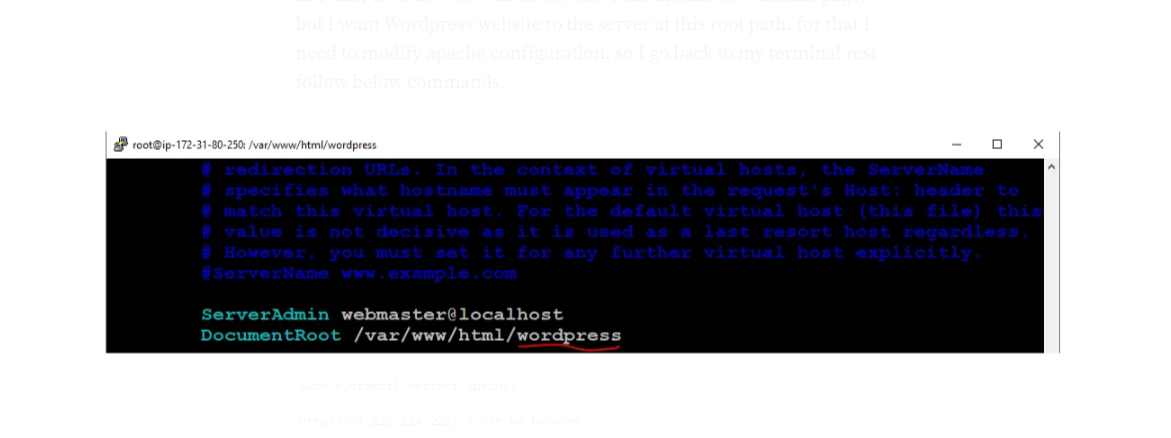 but I want Wordpress website to the server at this root path. for that I
need to modify apache configuration, so I go back to my terminal rest
follow below commands.
root@ip-172-31-80-250: /var/www/html/wordpress
# redirection URLs. In the context of virtual hosts, the ServerName
# specifies what hostname must appear in the request's Host: header to
# match this virtual host. For the default virtual host (this file) this
# value is not decisive as it is used as a last resort host regardless.
# However, you must set it for any further virtual host explicitly.
#ServerName www.example.com
ServerAdmin webmaster@localhost
DocumentRoot /var/www/html/wordpress
sudo systemctl restart apache2
http://34.239.124.220/ # hit on browser